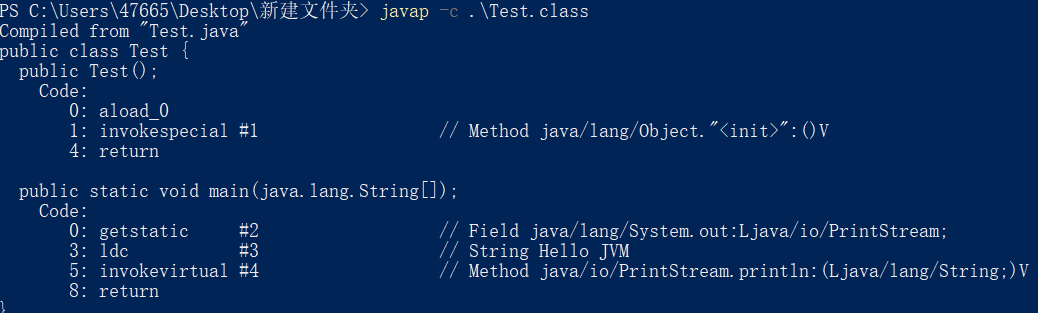 PS C:\Users\47665\Desktop\新建文件夹> javap -c .\Test.class
Compiled from "Test.java"
public class Test {
  public Test();
    Code:
       0: aload_0
       1: invokespecial #1                  // Method java/lang/Object."<init>":()V
       4: return

  public static void main(java.lang.String[]);
    Code:
       0: getstatic     #2                  // Field java/lang/System.out:Ljava/io/PrintStream;
       3: ldc           #3                  // String Hello JVM
       5: invokevirtual #4                  // Method java/io/PrintStream.println:(Ljava/lang/String;)V
       8: return
}